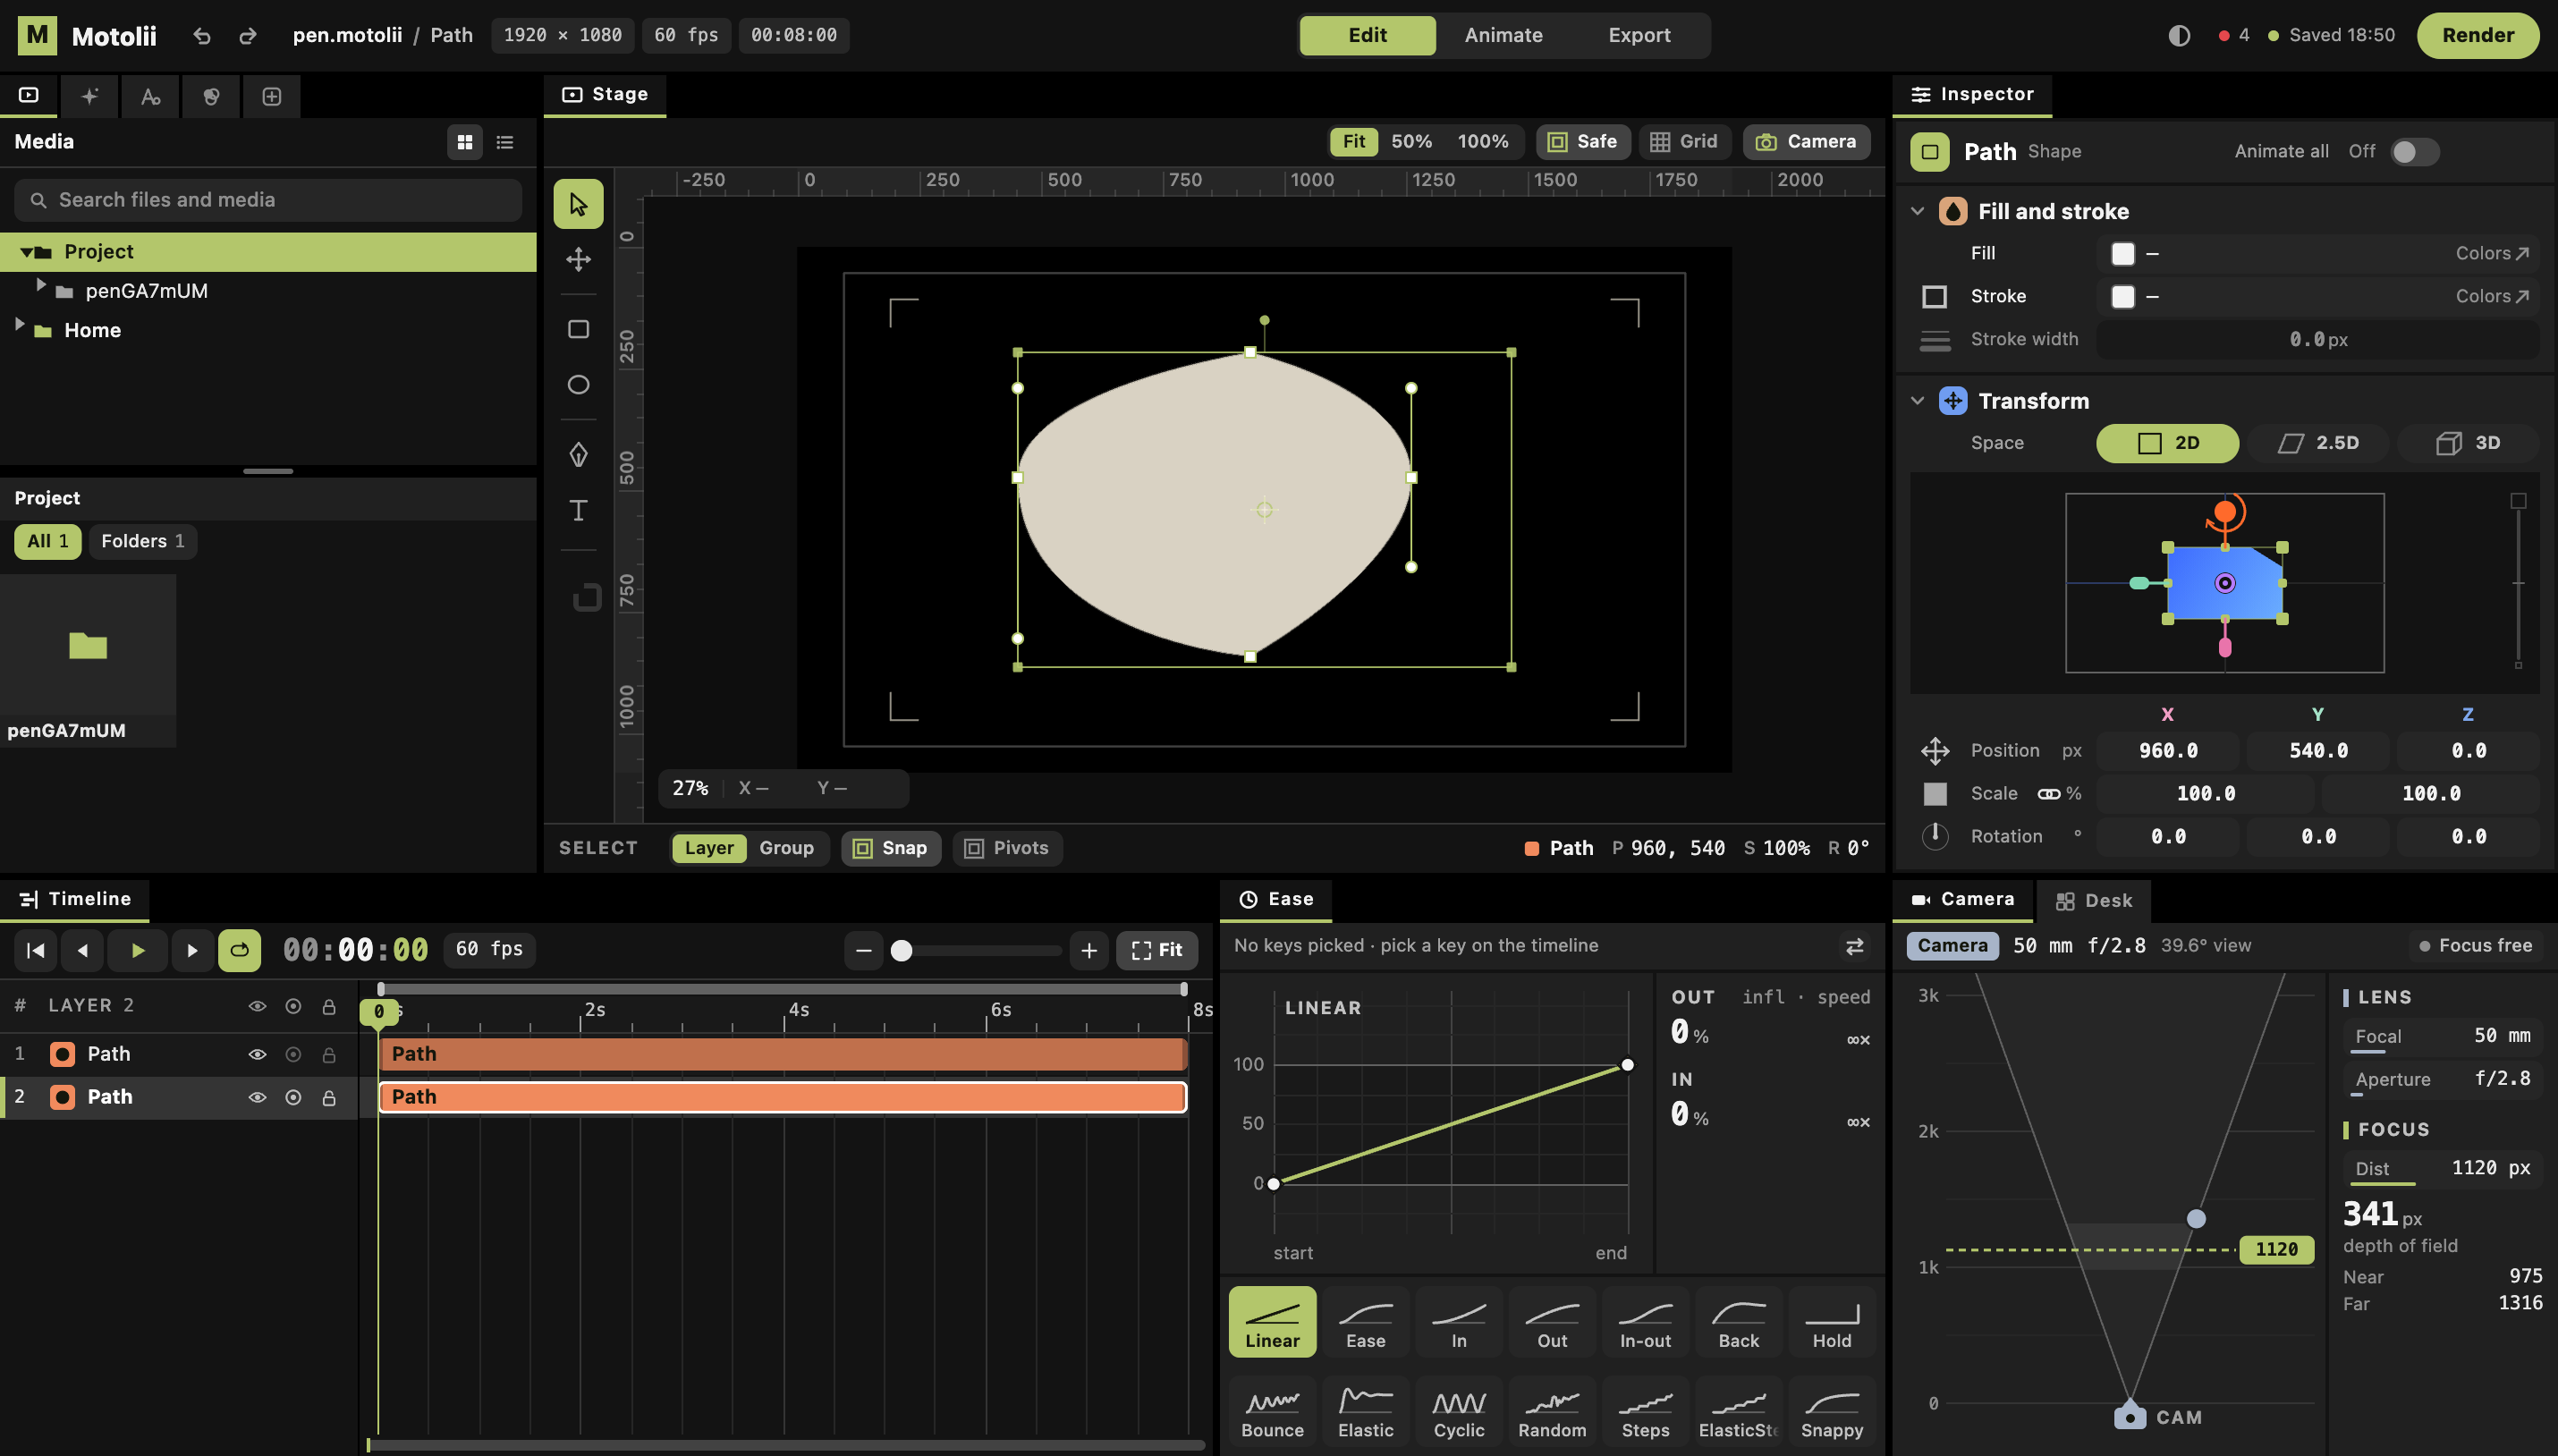 M Motolii pen.motolii / Path 1920 × 1080 60 fps 00:08:00 Edit Animate Export 4 Saved 18:50 Render
Stage
Inspector
Media
Search files and media
Project
penGA7mUM
Home
Project
All 1 Folders 1
penGA7mUM
Fit 50% 100% Safe Grid Camera
-250 0 250 500 750 1000 1250 1500 1750 2000
0
250
500
750
1000
27% X — Y —
SELECT Layer Group Snap Pivots Path P 960, 540 S 100% R 0°
Path Shape Animate all Off
Fill and stroke
Fill — Colors
Stroke — Colors
Stroke width 0.0 px
Transform
Space 2D 2.5D 3D
X Y Z
Position px 960.0 540.0 0.0
Scale % 100.0 100.0
Rotation ° 0.0 0.0 0.0
Timeline
00:00:00 60 fps Fit
# LAYER 2
0 s 2s 4s 6s 8s
1 Path Path
2 Path Path
Ease
No keys picked · pick a key on the timeline
LINEAR
100
50
0
start end
OUT infl · speed
0 % ∞×
IN
0 % ∞×
Linear Ease In Out In-out Back Hold
Bounce Elastic Cyclic Random Steps ElasticSte Snappy
Camera Desk
Camera 50 mm f/2.8 39.6° view Focus free
3k
2k
1k
0
1120
CAM
LENS
Focal 50 mm
Aperture f/2.8
FOCUS
Dist 1120 px
341 px
depth of field
Near 975
Far 1316